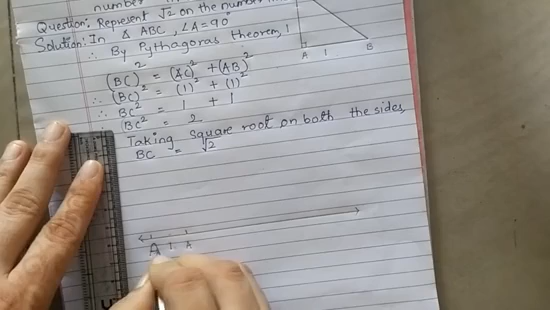 number
Question: Represent √2 on the number line
Solution: In △ ABC, ∠A = 90°
∴ By Pythagoras theorem,
(BC)² = (AC)² + (AB)²
∴ (BC)² = (1)² + (1)²
∴ BC² = 1 + 1
BC² = 2
Taking square root on both the sides,
BC = √2
1
A 1 B
A 1 A